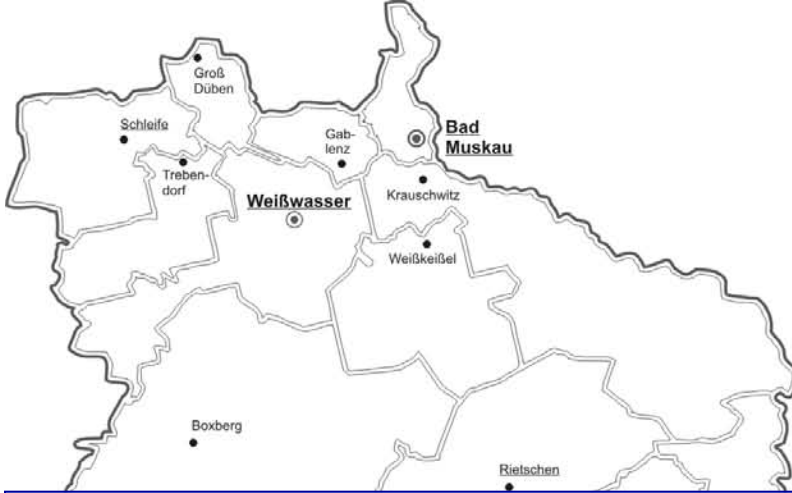 Groß
Düben
Schleife
Bad
Muskau
Gab-
lenz
Treben-
dorf
Krauschwitz
Weißwasser
Weißkeißel
Boxberg
Rietschen